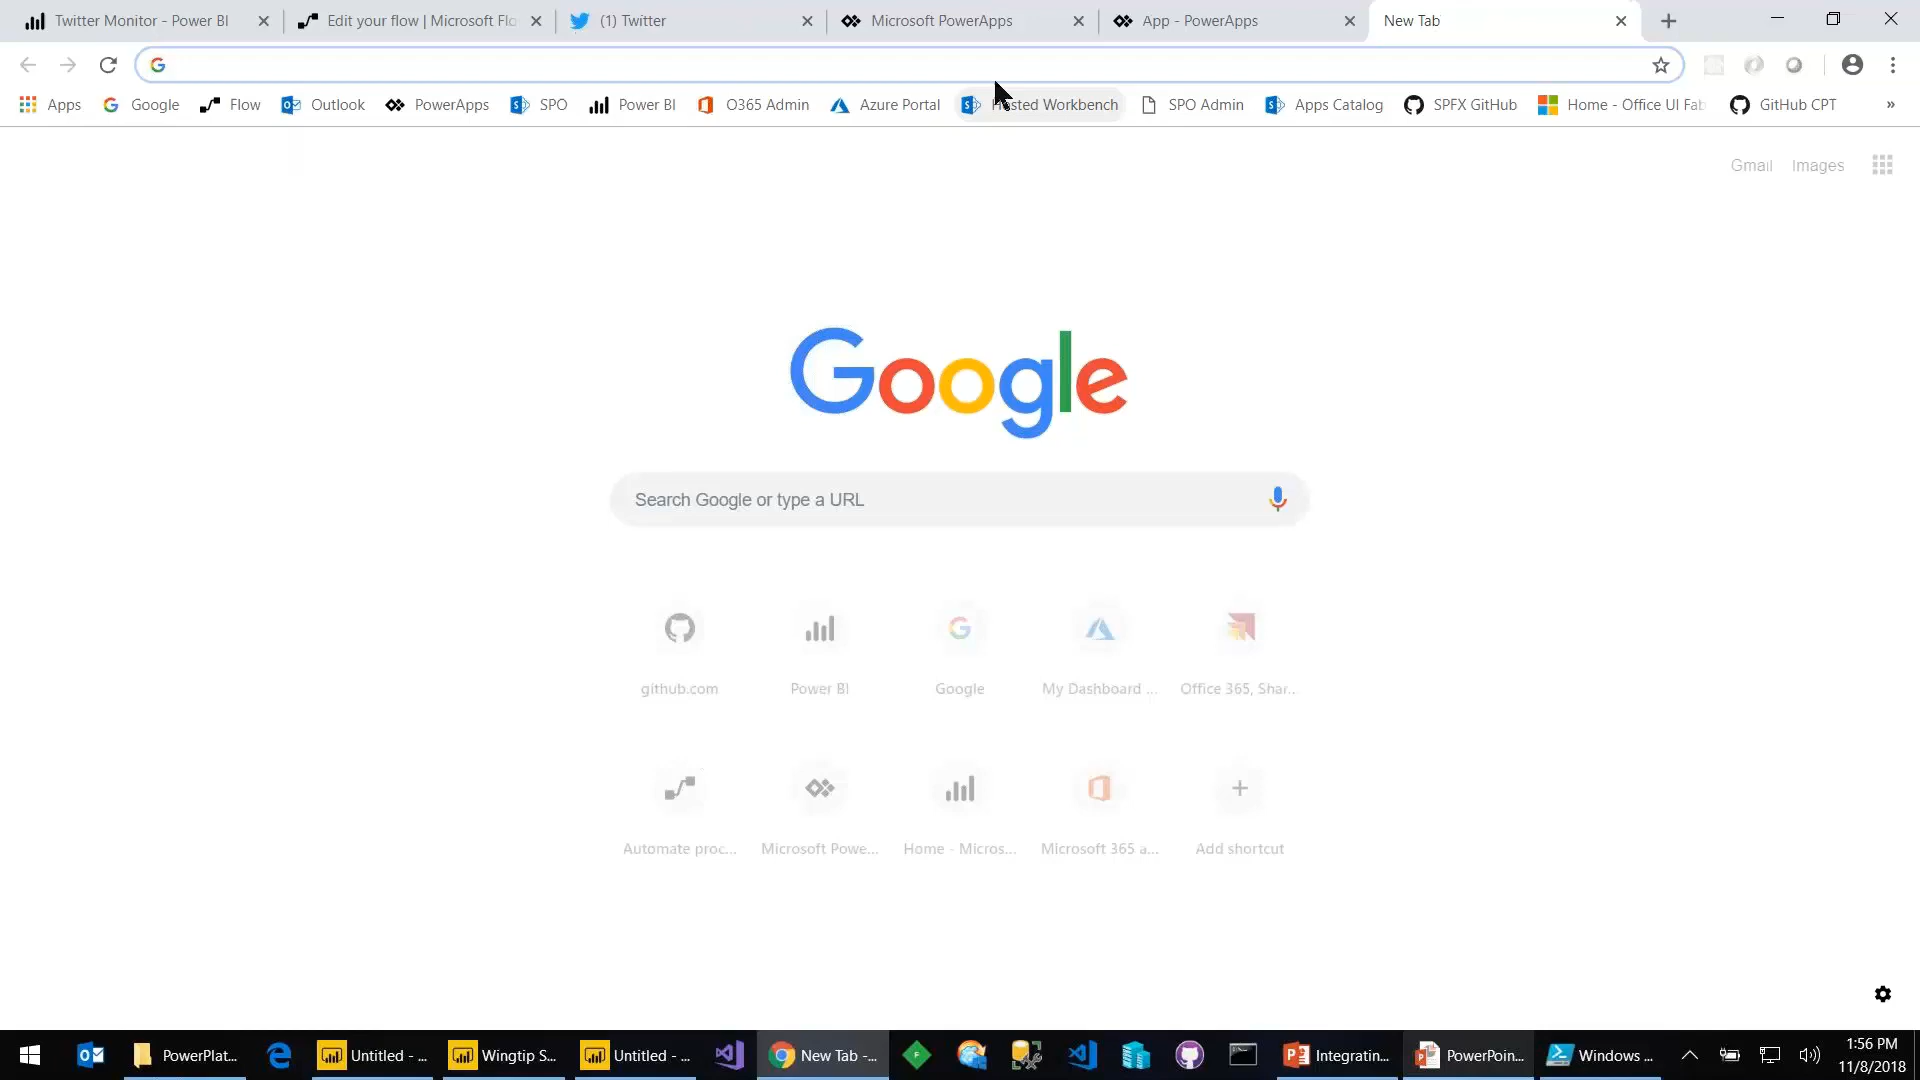 Twitter Monitor - Power BI
Edit your flow | Microsoft Flo
(1) Twitter
Microsoft PowerApps
App - PowerApps
New Tab
Apps
Google
Flow
Outlook
PowerApps
SPO
Power BI
O365 Admin
Azure Portal
Hosted Workbench
SPO Admin
Apps Catalog
SPFX GitHub
Home - Office UI Fab
GitHub CPT
»
Gmail Images
Google
Search Google or type a URL
github.com
Power BI
Google
My Dashboard ...
Office 365, Shar...
Automate proc...
Microsoft Powe...
Home - Micros...
Microsoft 365 a...
Add shortcut
PowerPlat...
Untitled - ...
Wingtip S...
Untitled - ...
New Tab -...
Integratin...
PowerPoin...
Windows ...
1:56 PM
11/8/2018